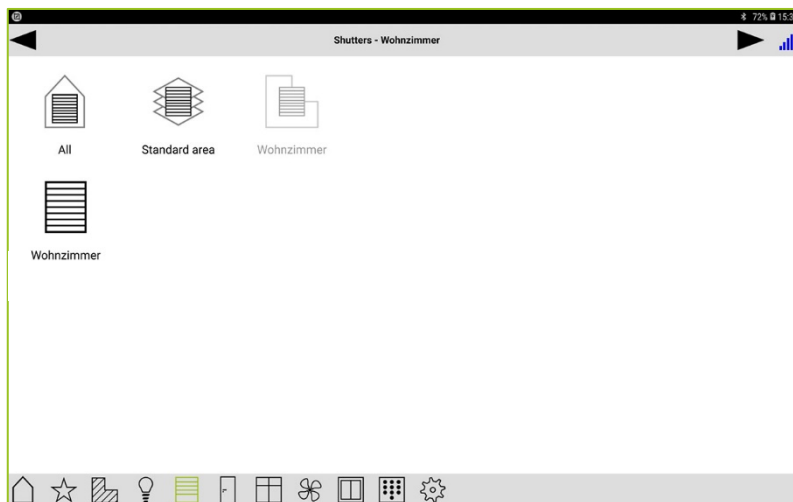 72% 15:3
Shutters - Wohnzimmer
All
Standard area
Wohnzimmer
Wohnzimmer